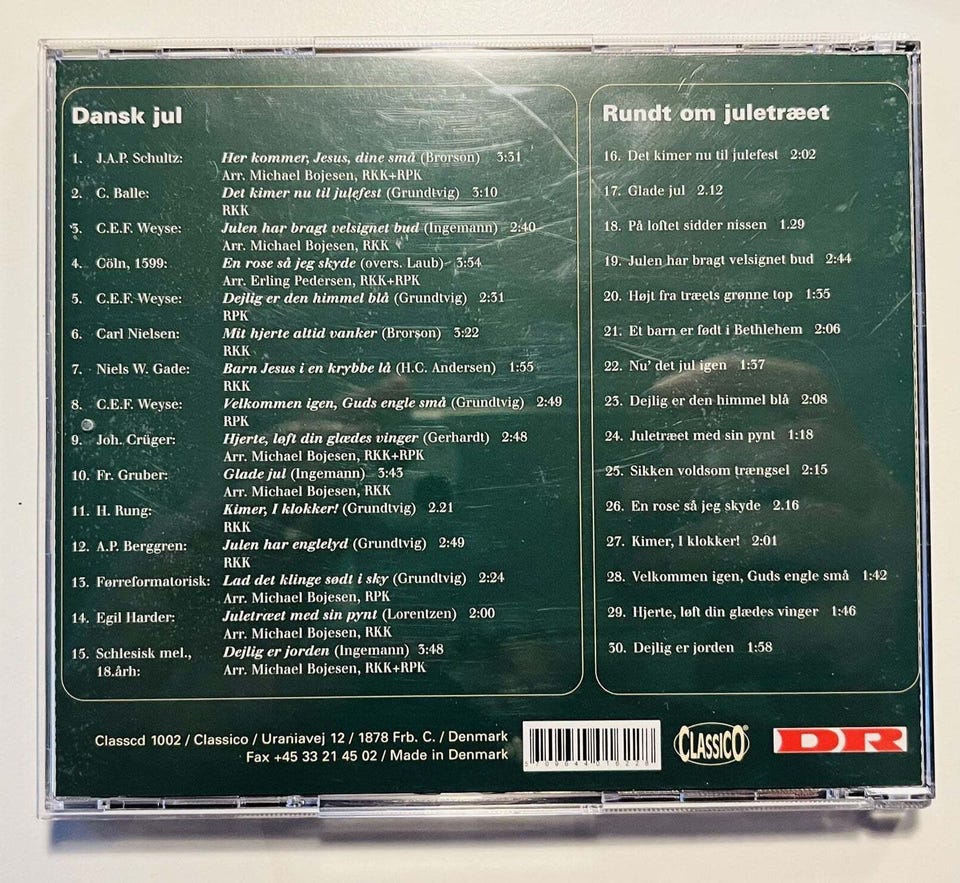 Dansk jul
1. J.A.P. Schultz: Her kommer, Jesus, dine små (Brorson) 3:31
Arr. Michael Bojesen, RKK+RPK
2. C. Balle: Det kimer nu til julefest (Grundtvig) 3:10
RKK
3. C.E.F. Weyse: Julen har bragt velsignet bud (Ingemann) 2:40
Arr. Michael Bojesen, RKK
4. Cöln, 1599: En rose så jeg skyde (overs. Laub) 3:54
Arr. Erling Pedersen, RKK+RPK
5. C.E.F. Weyse: Dejlig er den himmel blå (Grundtvig) 2:31
RPK
6. Carl Nielsen: Mit hjerte altid vanker (Brorson) 3:22
RKK
7. Niels W. Gade: Barn Jesus i en krybbe lå (H.C. Andersen) 1:55
RKK
8. C.E.F. Weyse: Velkommen igen, Guds engle små (Grundtvig) 2:49
RPK
9. Joh. Crüger: Hjerte, løft din glædes vinger (Gerhardt) 2:48
Arr. Michael Bojesen, RKK+RPK
10. Fr. Gruber: Glade jul (Ingemann) 3:43
Arr. Michael Bojesen, RKK
11. H. Rung: Kimer, I klokker! (Grundtvig) 2.21
RKK
12. A.P. Berggren: Julen har englelyd (Grundtvig) 2:49
RKK
13. Førreformatorisk: Lad det klinge sødt i sky (Grundtvig) 2:24
Arr. Michael Bojesen, RPK
14. Egil Harder: Juletræet med sin pynt (Lorentzen) 2:00
Arr. Michael Bojesen, RKK
15. Schlesisk mel., Dejlig er jorden (Ingemann) 3:48
18.årh: Arr. Michael Bojesen, RKK+RPK
Rundt om juletræet
16. Det kimer nu til julefest 2:02
17. Glade jul 2.12
18. På loftet sidder nissen 1.29
19. Julen har bragt velsignet bud 2:44
20. Højt fra træets grønne top 1:35
21. Et barn er født i Bethlehem 2:06
22. Nu' det jul igen 1:37
23. Dejlig er den himmel blå 2:08
24. Juletræet med sin pynt 1:18
25. Sikken voldsom trængsel 2:15
26. En rose så jeg skyde 2.16
27. Kimer, I klokker! 2:01
28. Velkommen igen, Guds engle små 1:42
29. Hjerte, løft din glædes vinger 1:46
30. Dejlig er jorden 1:58
Classcd 1002 / Classico / Uraniavej 12 / 1878 Frb. C. / Denmark
Fax +45 33 21 45 02 / Made in Denmark
CLASSICO®
DR